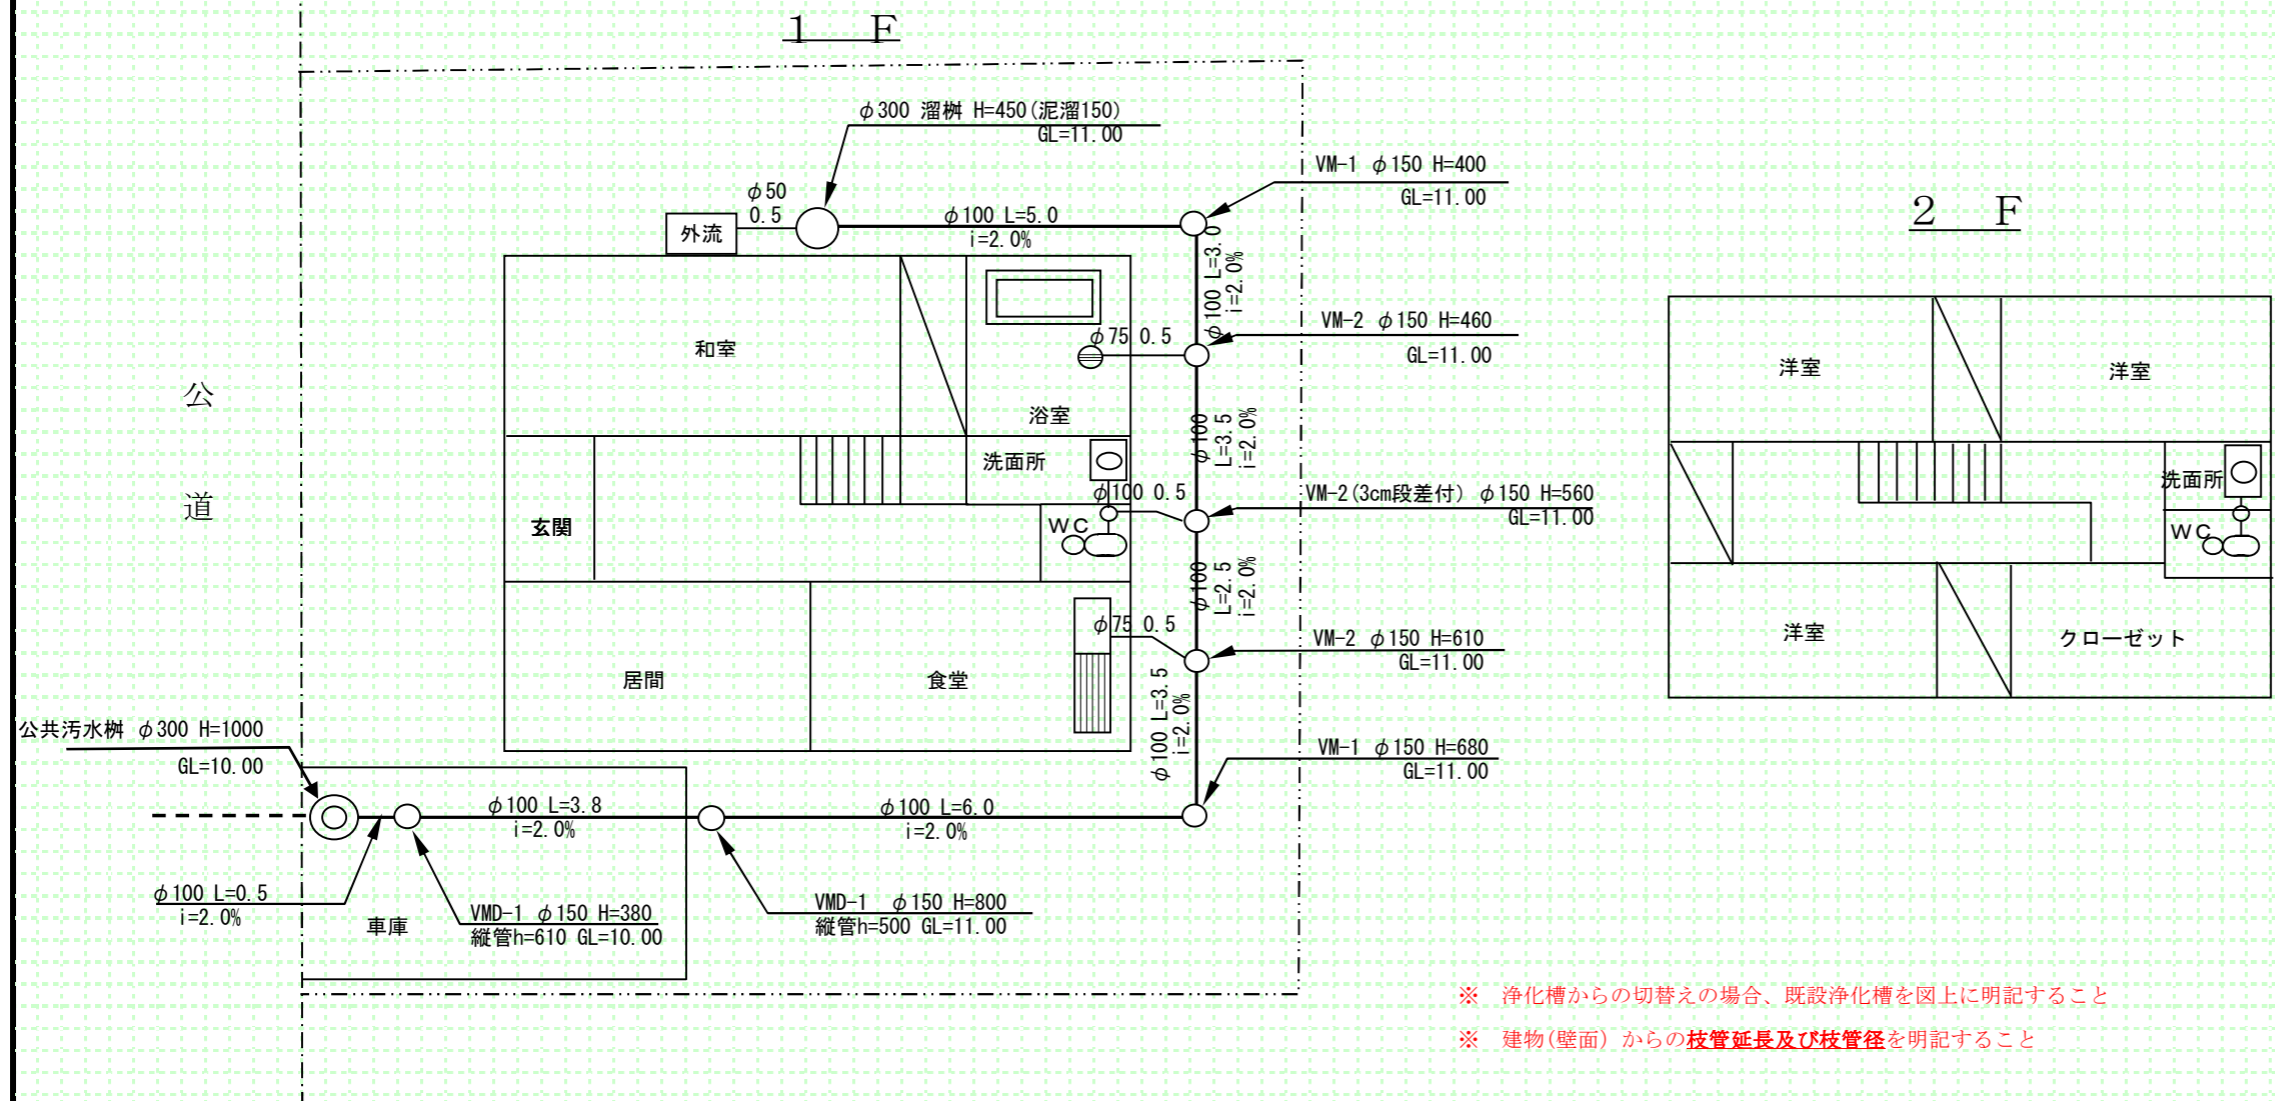 1 F
φ300 溜桝 H=450(泥溜150)
GL=11.00
VM-1 φ150 H=400
GL=11.00
φ50
0.5
外流
φ100 L=5.0
i=2.0%
φ100 L=3.0
i=2.0%
2 F
VM-2 φ150 H=460
GL=11.00
φ75 0.5
和室
浴室
φ100
L=3.5
i=2.0%
洋室
洋室
公
道
洗面所
φ100 0.5
VM-2(3cm段差付) φ150 H=560
GL=11.00
玄関
WC
洗面所
WC
φ100
L=2.5
i=2.0%
φ75 0.5
VM-2 φ150 H=610
GL=11.00
洋室
クローゼット
居間
食堂
φ100 L=3.5
i=2.0%
公共汚水桝 φ300 H=1000
GL=10.00
VM-1 φ150 H=680
GL=11.00
φ100 L=3.8
i=2.0%
φ100 L=6.0
i=2.0%
φ100 L=0.5
i=2.0%
車庫
VMD-1 φ150 H=380
縦管h=610 GL=10.00
VMD-1 φ150 H=800
縦管h=500 GL=11.00
※ 浄化槽からの切替えの場合、既設浄化槽を図上に明記すること
※ 建物(壁面)からの枝管延長及び枝管径を明記すること